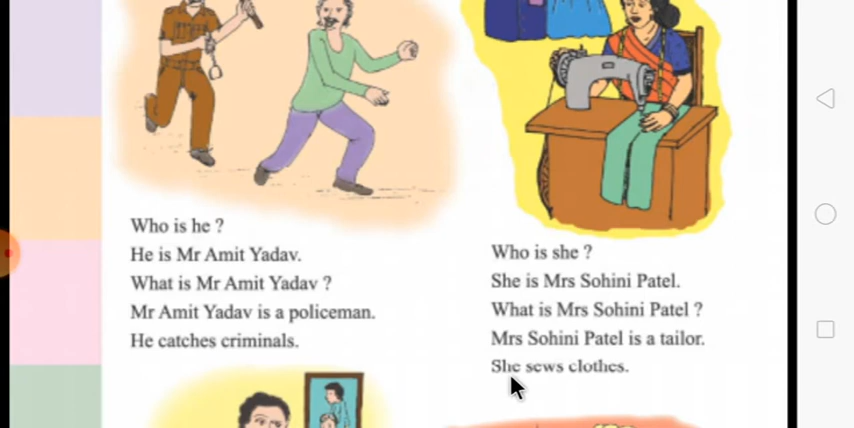 Who is he ?
He is Mr Amit Yadav.
What is Mr Amit Yadav ?
Mr Amit Yadav is a policeman.
He catches criminals.
Who is she ?
She is Mrs Sohini Patel.
What is Mrs Sohini Patel ?
Mrs Sohini Patel is a tailor.
She sews clothes.